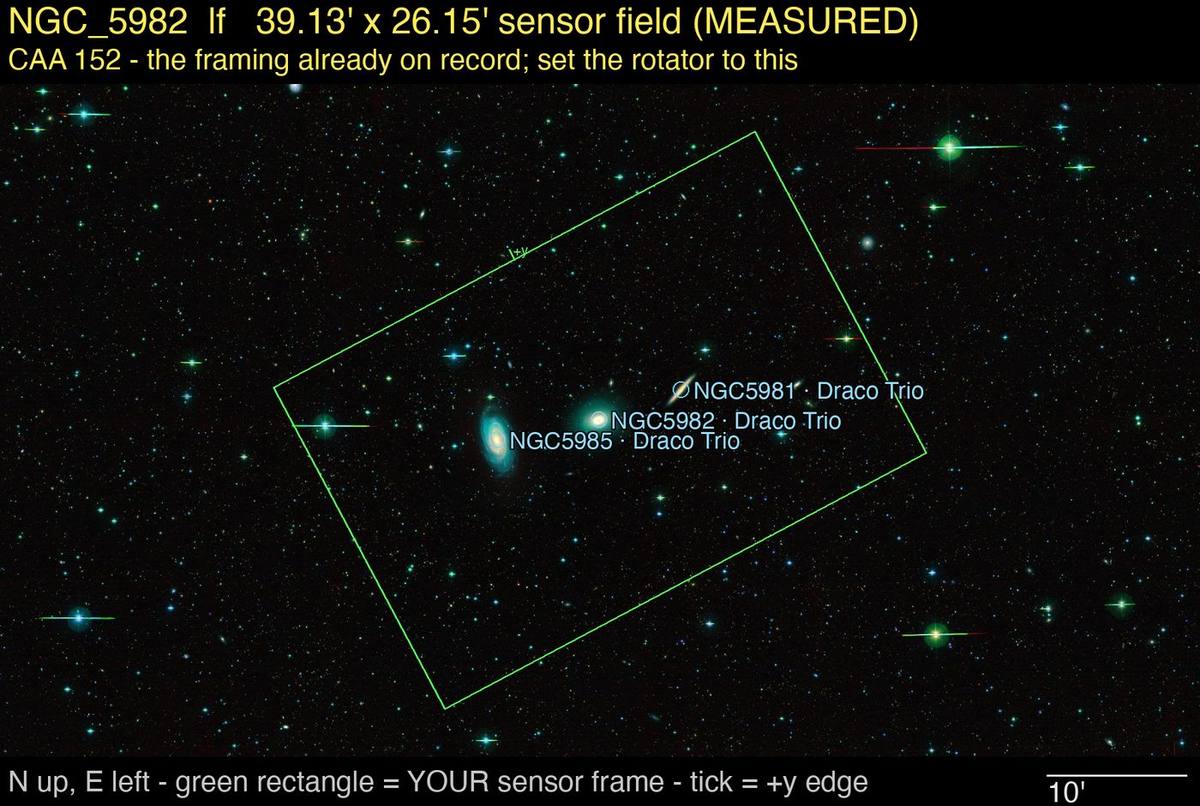 NGC_5982 lf 39.13' x 26.15' sensor field (MEASURED)
CAA 152 - the framing already on record; set the rotator to this
+y
NGC5981 · Draco Trio
NGC5982 · Draco Trio
NGC5985 · Draco Trio
N up, E left - green rectangle = YOUR sensor frame - tick = +y edge
10'